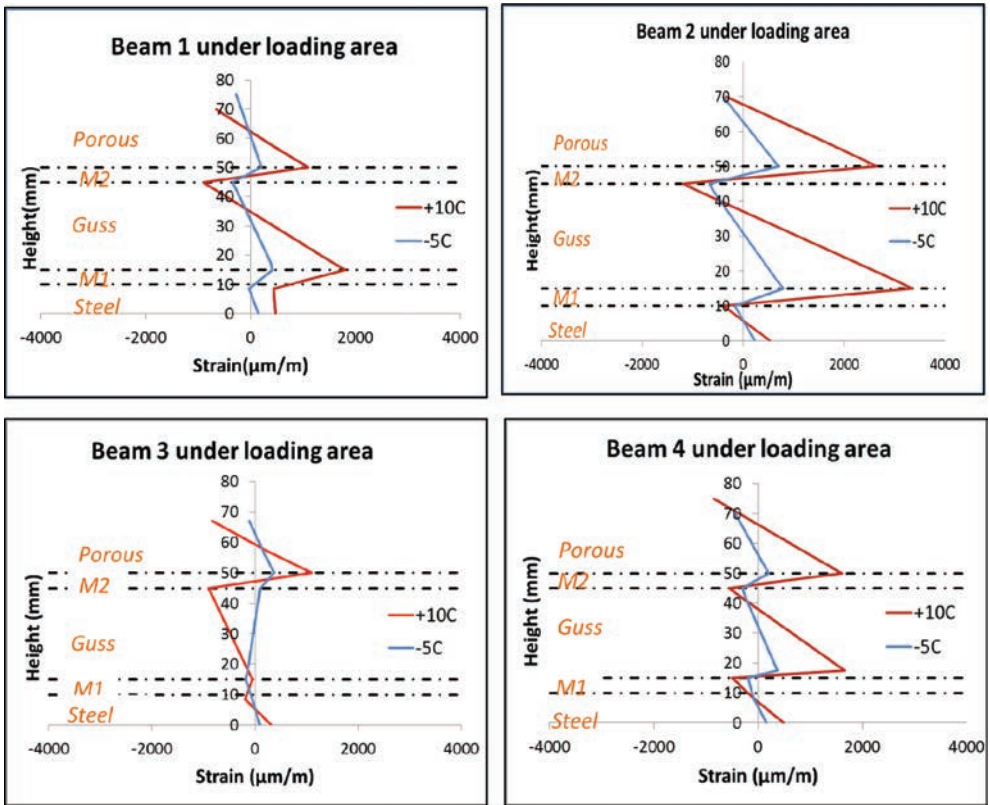 Beam 1 under loading area
80
70
60
50
40
30
20
10
0
Porous
M2
Guss
M1
Steel
Height(mm)
+10C
-5C
-4000 -2000 0 2000 4000
Strain(µm/m)
Beam 2 under loading area
80
70
60
50
40
30
20
10
0
Porous
M2
Guss
M1
Steel
Height(mm)
+10C
-5C
-4000 -2000 0 2000 4000
Strain (µm/m)
Beam 3 under loading area
80
70
60
50
40
30
20
10
0
Porous
M2
Guss
M1
Steel
Height (mm)
+10C
-5C
-4000 -2000 0 2000 4000
Strain (µm/m)
Beam 4 under loading area
80
70
60
50
40
30
20
10
0
Porous
M2
Guss
M1
Steel
Height (mm)
+10C
-5C
-4000 -2000 0 2000 4000
Strain (µm/m)